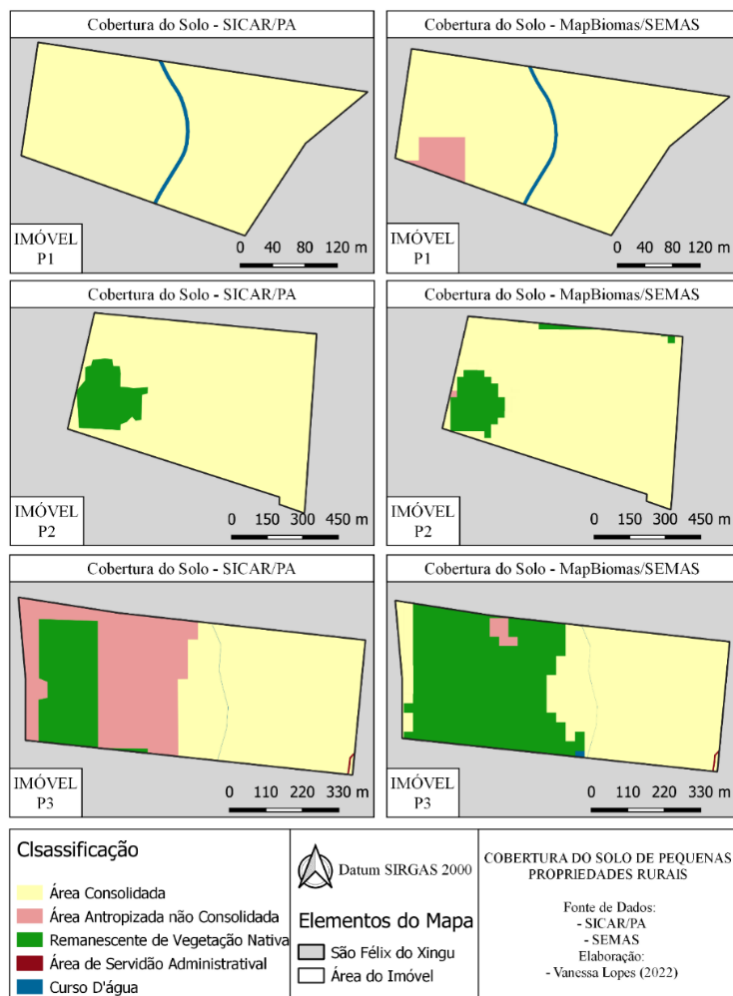 Cobertura do Solo - SICAR/PA
Cobertura do Solo - MapBiomas/SEMAS
IMÓVEL
P1
0 40 80 120 m
IMÓVEL
P1
0 40 80 120 m
Cobertura do Solo - SICAR/PA
Cobertura do Solo - MapBiomas/SEMAS
IMÓVEL
P2
0 150 300 450 m
IMÓVEL
P2
0 150 300 450 m
Cobertura do Solo - SICAR/PA
Cobertura do Solo - MapBiomas/SEMAS
IMÓVEL
P3
0 110 220 330 m
IMÓVEL
P3
0 110 220 330 m
Clsassificação
Área Consolidada
Área Antropizada não Consolidada
Remanescente de Vegetação Nativa
Área de Servidão Administratival
Curso D'água
Datum SIRGAS 2000
Elementos do Mapa
São Félix do Xingu
Área do Imóvel
COBERTURA DO SOLO DE PEQUENAS
PROPRIEDADES RURAIS
Fonte de Dados:
- SICAR/PA
- SEMAS
Elaboração:
- Vanessa Lopes (2022)